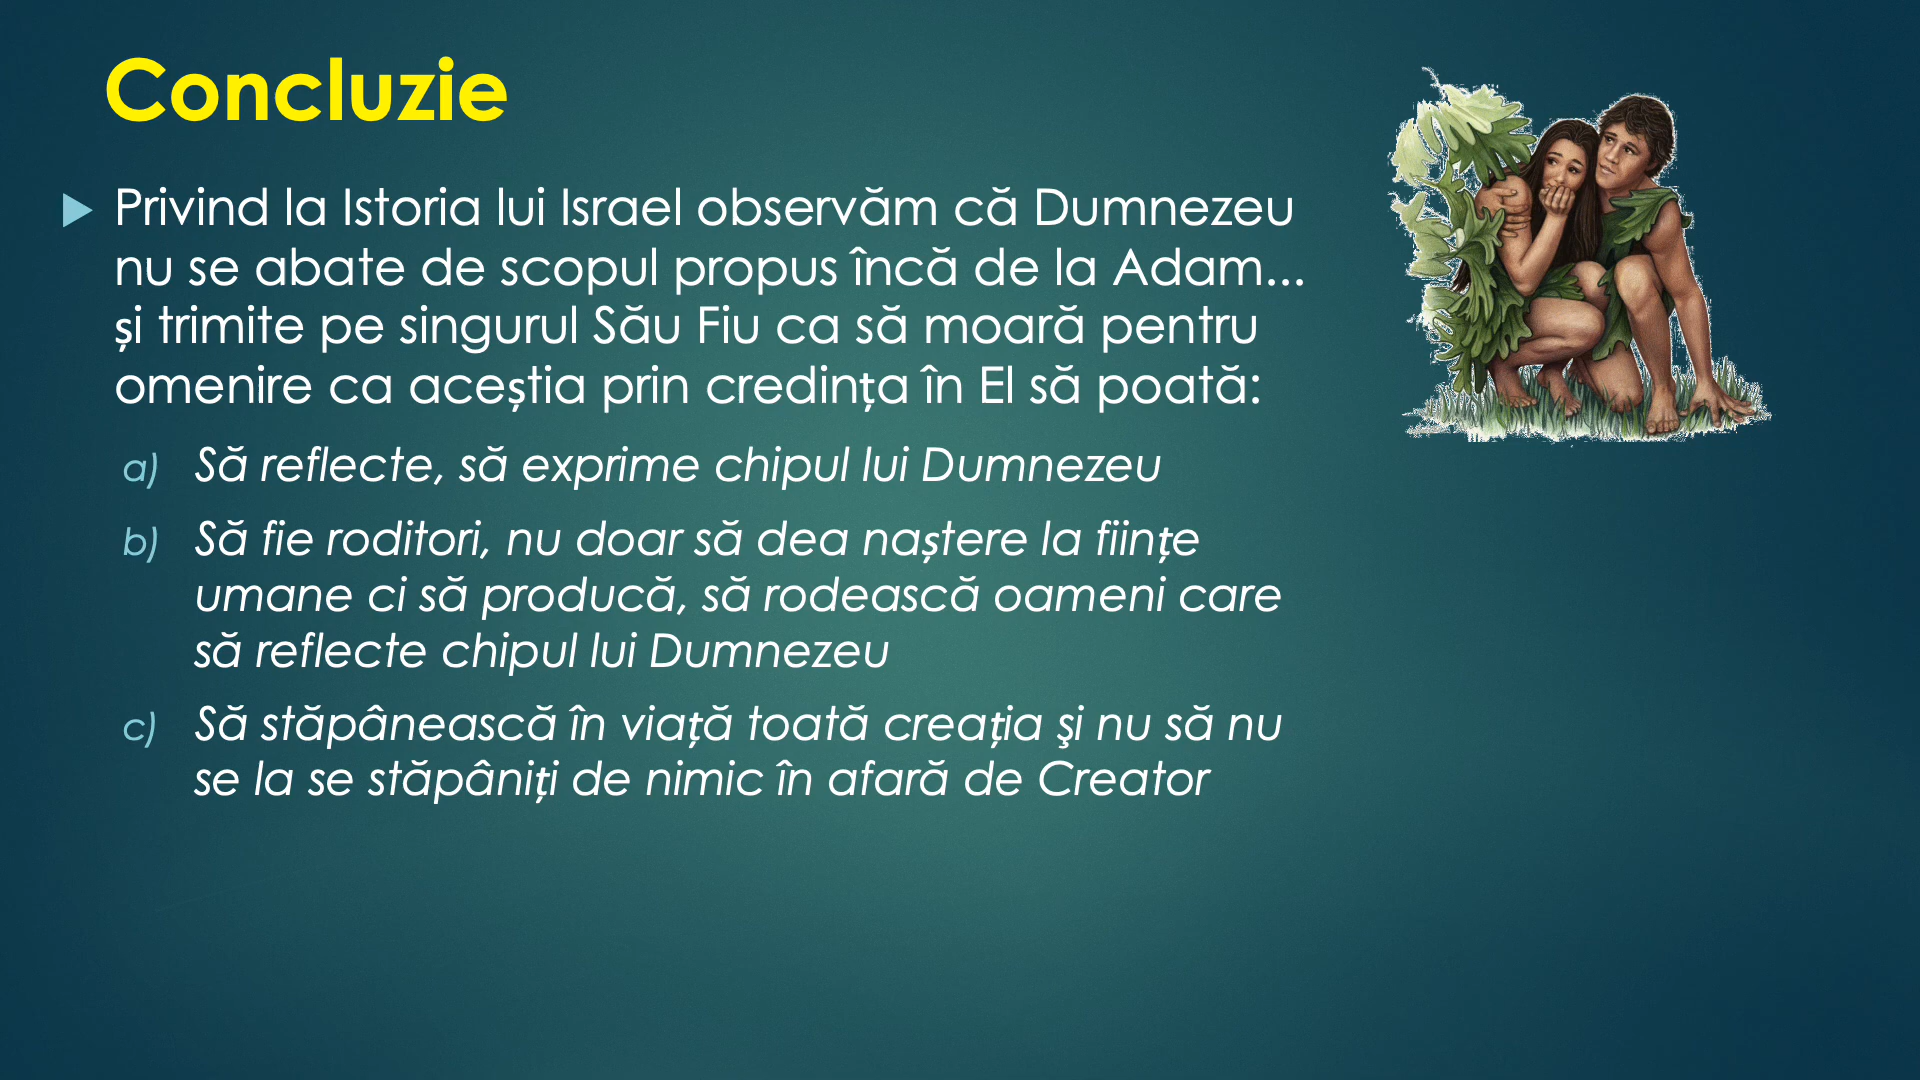 Concluzie
Privind la Istoria lui Israel observăm că Dumnezeu
nu se abate de scopul propus încă de la Adam...
și trimite pe singurul Său Fiu ca să moară pentru
omenire ca aceștia prin credința în El să poată:
a) Să reflecte, să exprime chipul lui Dumnezeu
b) Să fie roditori, nu doar să dea naștere la ființe
umane ci să producă, să rodească oameni care
să reflecte chipul lui Dumnezeu
c) Să stăpânească în viață toată creația şi nu să nu
se la se stăpâniți de nimic în afară de Creator